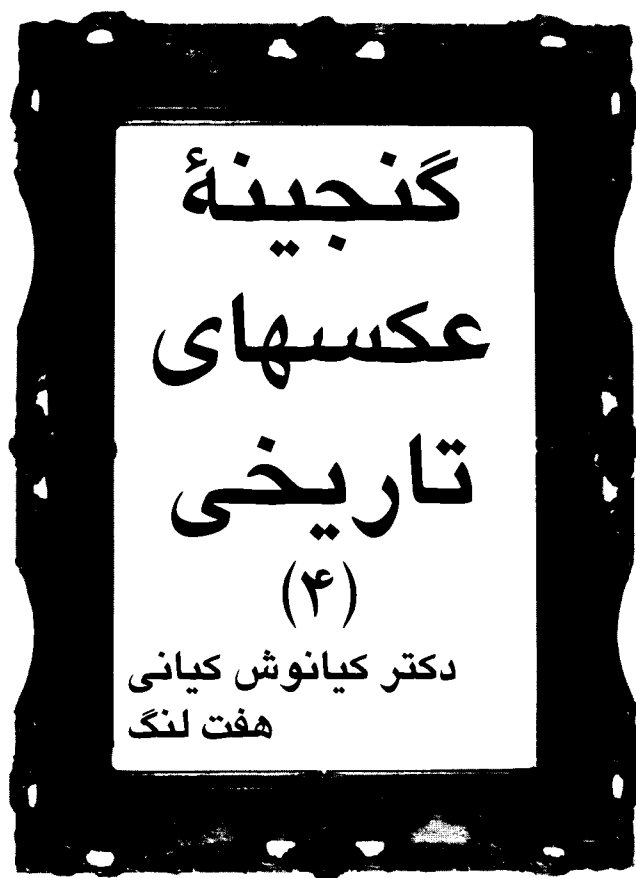 گنجینهٔ
عکسهای
تاریخی
(۴)
دکتر کیانوش کیانی
هفت لنگ